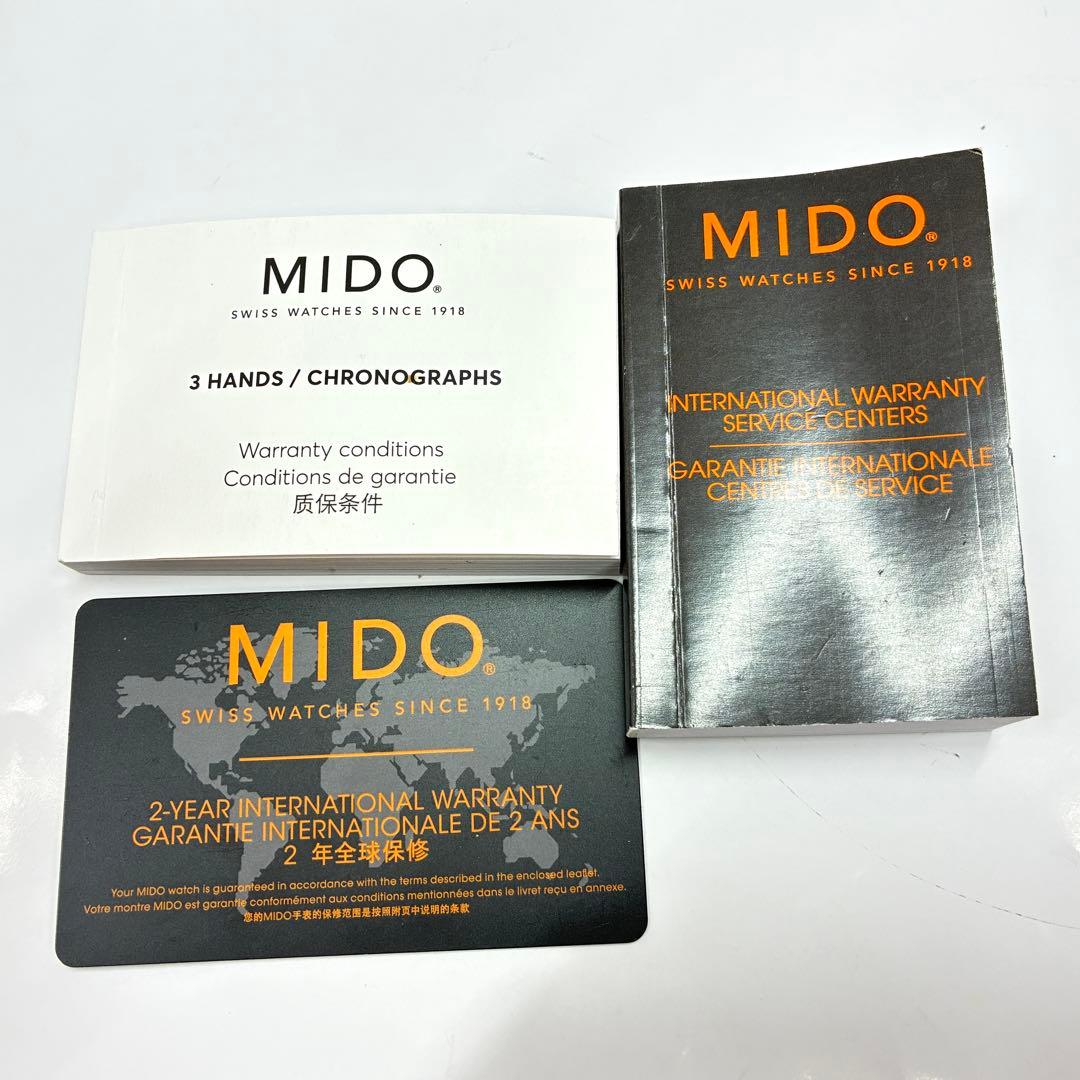 MIDO®
SWISS WATCHES SINCE 1918
3 HANDS / CHRONOGRAPHS
Warranty conditions
Conditions de garantie
质保条件
MIDO®
SWISS WATCHES SINCE 1918
INTERNATIONAL WARRANTY
SERVICE CENTERS
GARANTIE INTERNATIONALE
CENTRES DE SERVICE
MIDO®
SWISS WATCHES SINCE 1918
2-YEAR INTERNATIONAL WARRANTY
GARANTIE INTERNATIONALE DE 2 ANS
2 年全球保修
Your MIDO watch is guaranteed in accordance with the terms described in the enclosed leaflet.
Votre montre MIDO est garantie conformément aux conditions mentionnées dans le livret reçu en annexe.
您的MIDO手表的保修范围是按照附页中说明的条款